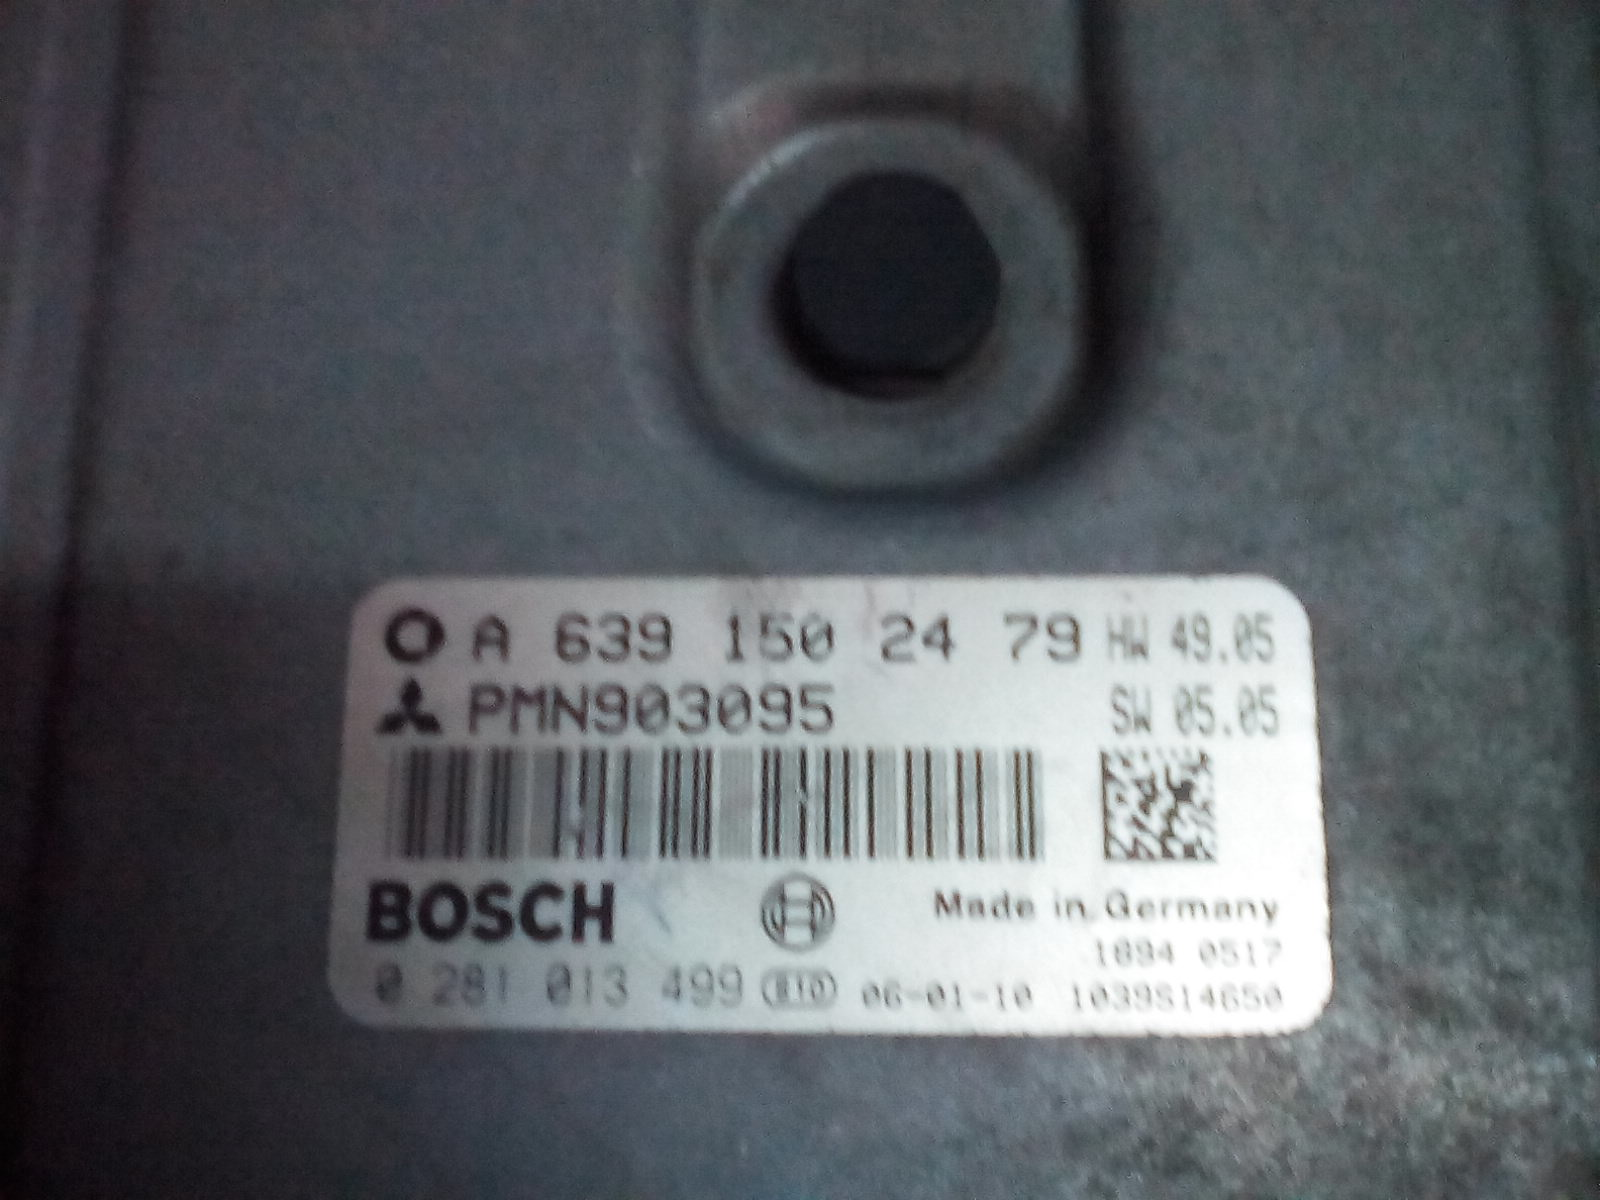 A 639 150 24 79 HW 49.05
PMN903095 SW 05.05
BOSCH Made in Germany
1894 0517
0 281 013 499 06-01-10 1039S14650